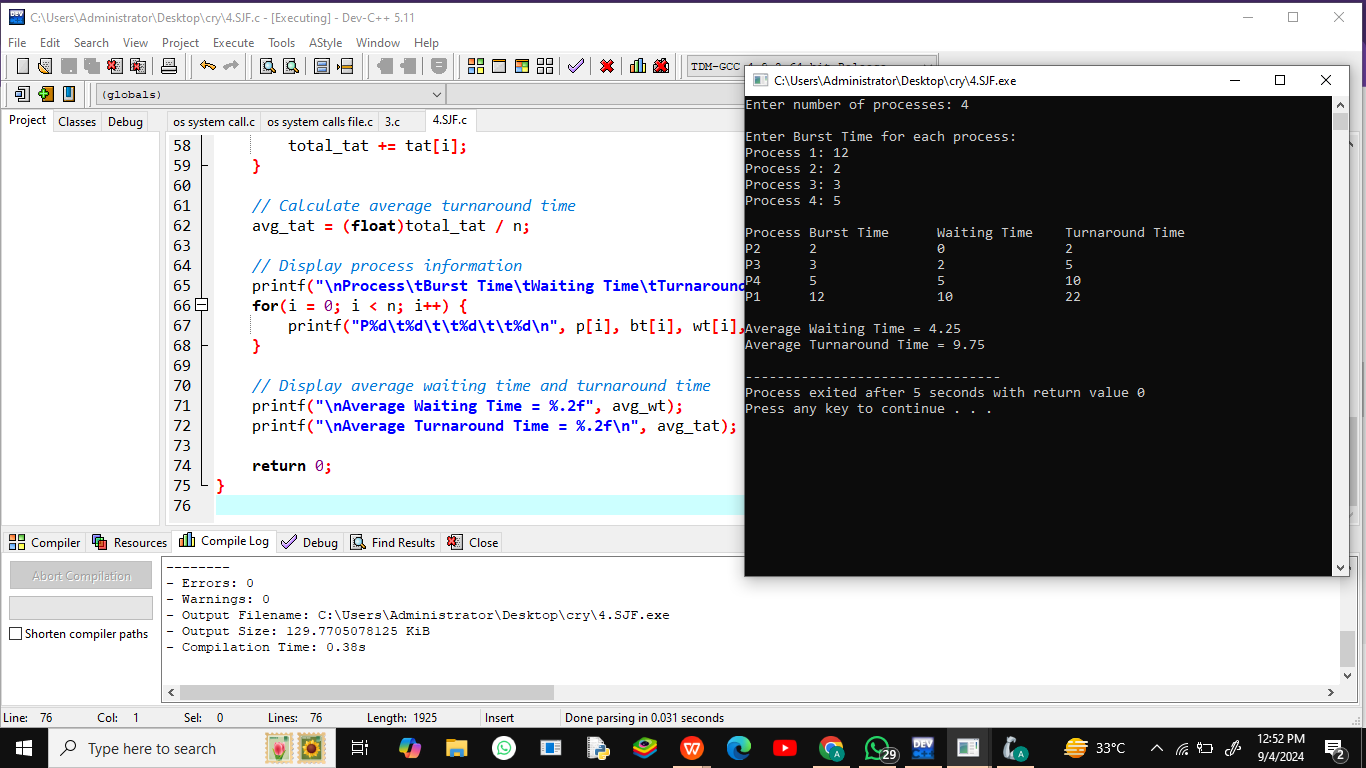 C:\Users\Administrator\Desktop\cry\4.SJF.c - [Executing] - Dev-C++ 5.11
File Edit Search View Project Execute Tools AStyle Window Help
TDM-GCC
(globals)
Project Classes Debug
os system call.c os system calls file.c 3.c 4.SJF.c
58 total_tat += tat[i];
59 }
60
61 // Calculate average turnaround time
62 avg_tat = (float)total_tat / n;
63
64 // Display process information
65 printf("\nProcess\tBurst Time\tWaiting Time\tTurnaround
66 for(i = 0; i < n; i++) {
67 printf("P%d\t%d\t\t%d\t\t%d\n", p[i], bt[i], wt[i],
68 }
69
70 // Display average waiting time and turnaround time
71 printf("\nAverage Waiting Time = %.2f", avg_wt);
72 printf("\nAverage Turnaround Time = %.2f\n", avg_tat);
73
74 return 0;
75 }
76
C:\Users\Administrator\Desktop\cry\4.SJF.exe
Enter number of processes: 4
Enter Burst Time for each process:
Process 1: 12
Process 2: 2
Process 3: 3
Process 4: 5
Process Burst Time Waiting Time Turnaround Time
P2 2 0 2
P3 3 2 5
P4 5 5 10
P1 12 10 22
Average Waiting Time = 4.25
Average Turnaround Time = 9.75
--------------------------------
Process exited after 5 seconds with return value 0
Press any key to continue . . .
Compiler Resources Compile Log Debug Find Results Close
Abort Compilation
Shorten compiler paths
--------
- Errors: 0
- Warnings: 0
- Output Filename: C:\Users\Administrator\Desktop\cry\4.SJF.exe
- Output Size: 129.7705078125 KiB
- Compilation Time: 0.38s
Line: 76 Col: 1 Sel: 0 Lines: 76 Length: 1925 Insert Done parsing in 0.031 seconds
Type here to search
29
DEV
33°C
12:52 PM
9/4/2024
2